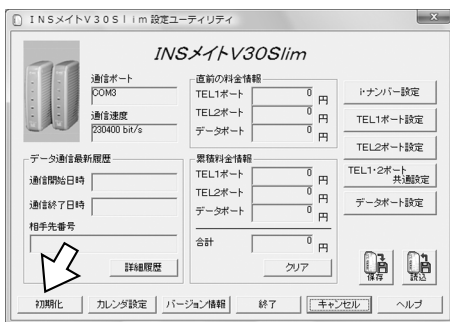 INSメイトV30Slim 設定ユーティリティ
INSメイトV30Slim
通信ポート
COM3
通信速度
230400 bit/s
直前の料金情報
TEL1ポート 0 円
TEL2ポート 0 円
データポート 0 円
i・ナンバー設定
TEL1ポート設定
TEL2ポート設定
TEL1・2ポート
共通設定
データポート設定
データ通信最新履歴
通信開始日時
通信終了日時
相手先番号
詳細履歴
累積料金情報
TEL1ポート 0 円
TEL2ポート 0 円
データポート 0 円
合計 0 円
クリア
保存
読込
初期化
カレンダ設定
バージョン情報
終了
キャンセル
ヘルプ